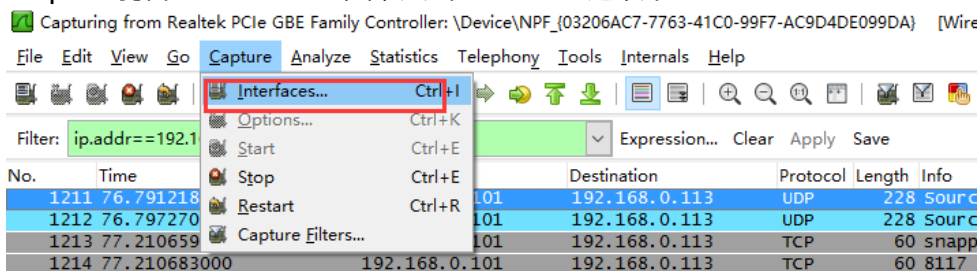 Capturing from Realtek PCIe GBE Family Controller: \Device\NPF_{03206AC7-7763-41C0-99F7-AC9D4DE099DA} [Wire
File Edit View Go Capture Analyze Statistics Telephony Tools Internals Help
Interfaces... Ctrl+I
Options... Ctrl+K
Filter: ip.addr==192.1 Expression... Clear Apply Save
Start Ctrl+E
No. Time Destination Protocol Length Info
Stop Ctrl+E
1211 76.791218 .101 192.168.0.113 UDP 228 Sourc
Restart Ctrl+R
1212 76.797270 .101 192.168.0.113 UDP 228 Sourc
Capture Filters...
1213 77.210659 .101 192.168.0.113 TCP 60 snapp
1214 77.210683000 192.168.0.101 192.168.0.113 TCP 60 8117